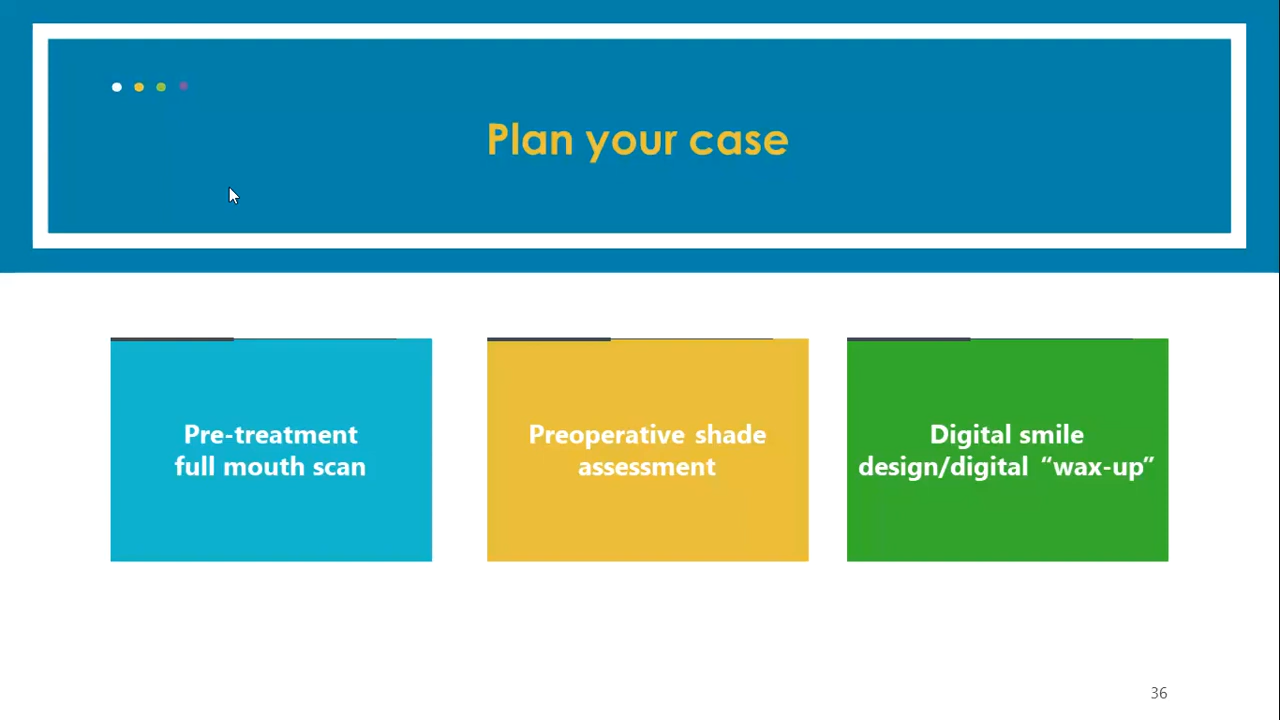 Plan your case
Pre-treatment
full mouth scan
Preoperative shade
assessment
Digital smile
design/digital “wax-up”
36